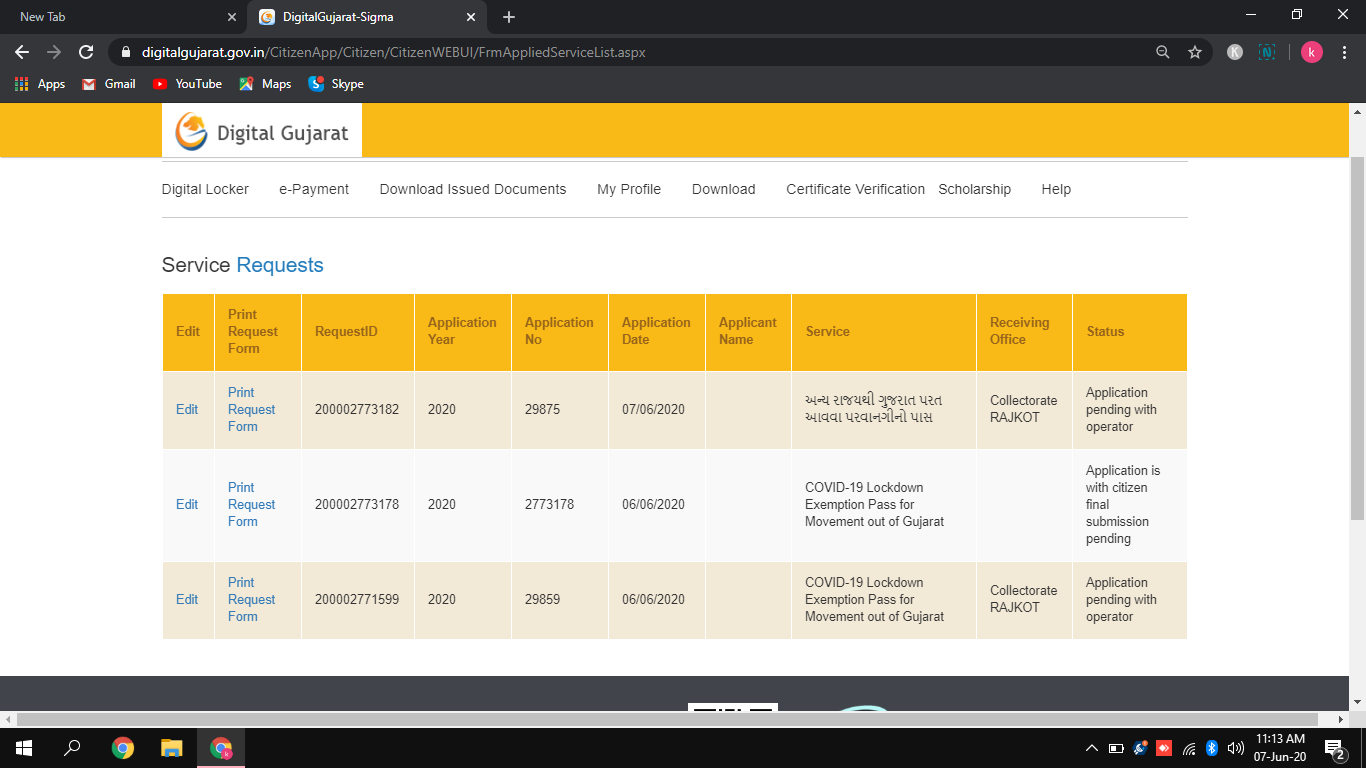 New Tab
DigitalGujarat-Sigma
digitalgujarat.gov.in/CitizenApp/Citizen/CitizenWEBUI/FrmAppliedServiceList.aspx
K
N
k
Apps Gmail YouTube Maps Skype
Digital Gujarat
Digital Locker e-Payment Download Issued Documents My Profile Download Certificate Verification Scholarship Help
Service Requests
Edit
Print
Request
Form
RequestID
Application
Year
Application
No
Application
Date
Applicant
Name
Service
Receiving
Office
Status
Edit
Print
Request
Form
200002773182
2020
29875
07/06/2020
અન્ય રાજયથી ગુજરાત પરત
આવવા પરવાનગીનો પાસ
Collectorate
RAJKOT
Application
pending with
operator
Edit
Print
Request
Form
200002773178
2020
2773178
06/06/2020
COVID-19 Lockdown
Exemption Pass for
Movement out of Gujarat
Application is
with citizen
final
submission
pending
Edit
Print
Request
Form
200002771599
2020
29859
06/06/2020
COVID-19 Lockdown
Exemption Pass for
Movement out of Gujarat
Collectorate
RAJKOT
Application
pending with
operator
11:13 AM
07-Jun-20
2